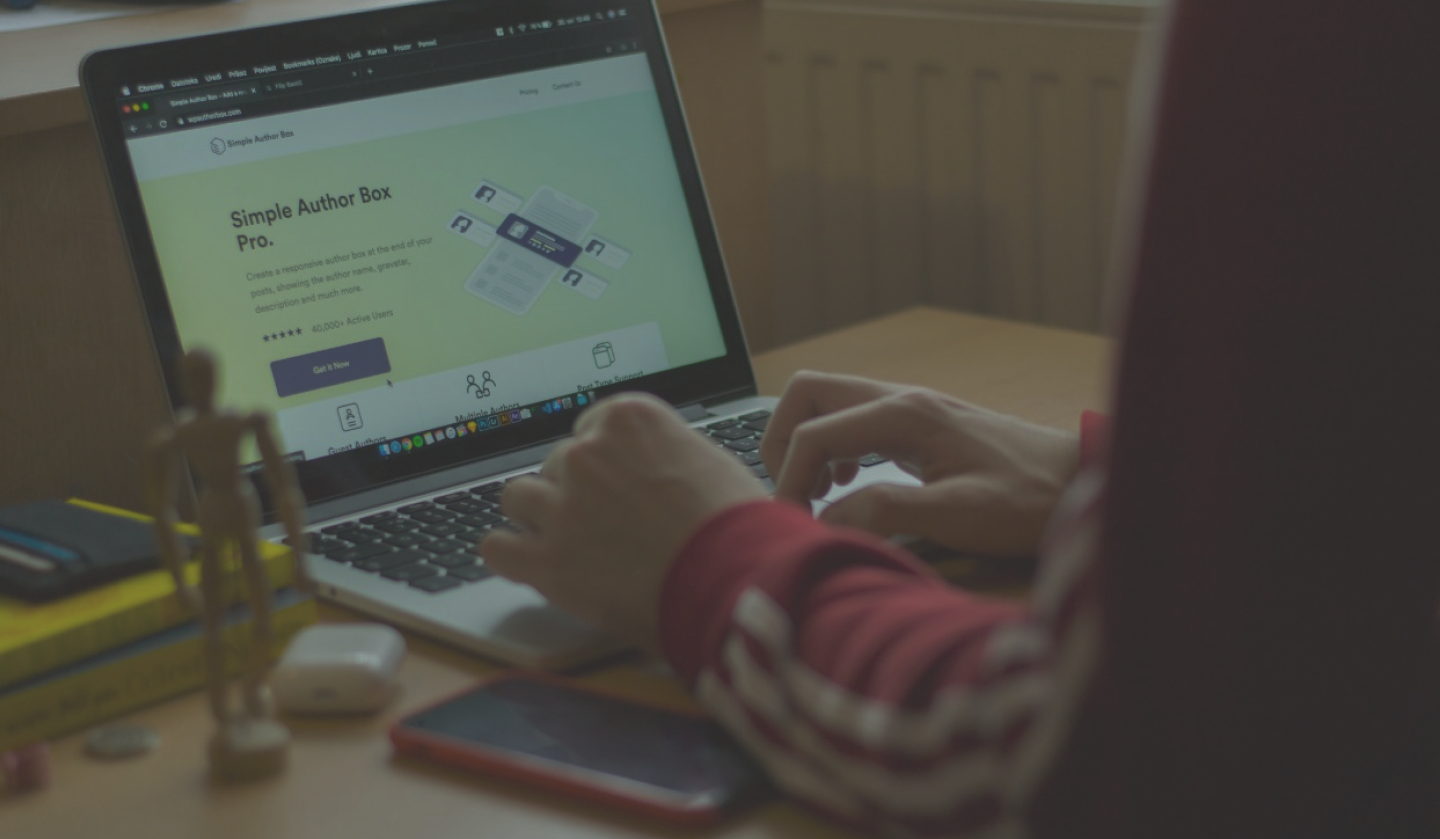 Chrome Datoteka Uredi Prikaz Povijest Bookmarks (Oznake) Ljudi Kartica Prozor Pomoć
Simple Author Box – Add a r
wpauthorbox.com
Simple Author Box
Pricing Contact Us
Simple Author Box
Pro.
Create a responsive author box at the end of your
posts, showing the author name, gravatar,
description and much more.
★★★★★ 40,000+ Active Users
Get It Now
Guest Authors
Multiple Authors
Post Type Support